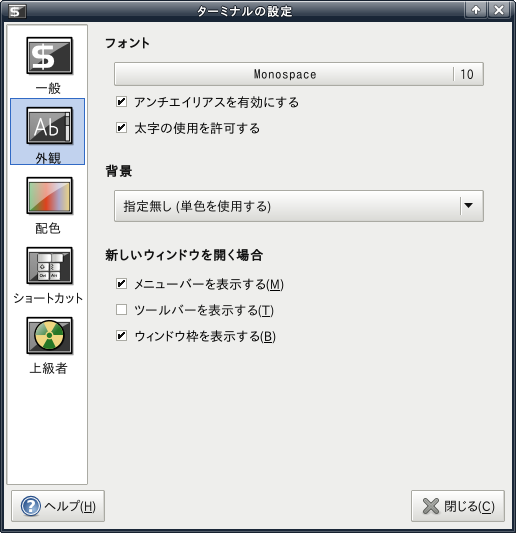 ターミナルの設定
一般
外観
配色
ショートカット
上級者
フォント
Monospace 10
アンチエイリアスを有効にする
太字の使用を許可する
背景
指定無し (単色を使用する)
新しいウィンドウを開く場合
メニューバーを表示する(M)
ツールバーを表示する(T)
ウィンドウ枠を表示する(B)
ヘルプ(H)
閉じる(C)